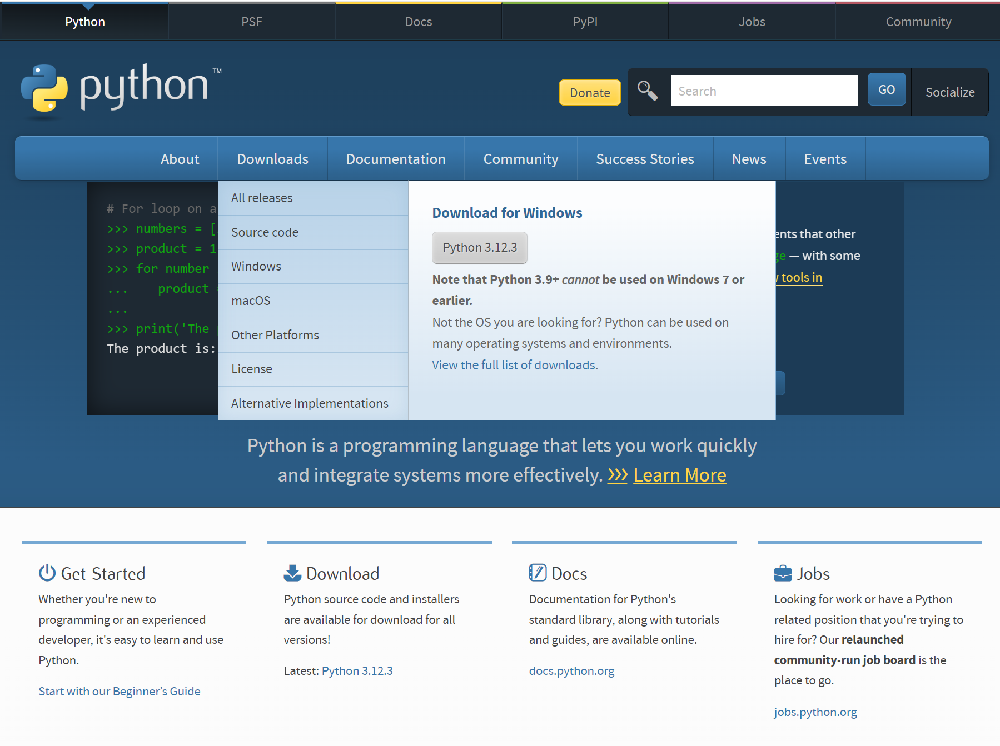 Python
PSF
Docs
PyPI
Jobs
Community
python™
Donate
Search
GO
Socialize
About
Downloads
Documentation
Community
Success Stories
News
Events
# For loop on a
>>> numbers = [
>>> product = 1
>>> for number
... product
...
>>> print('The
The product is:
All releases
Source code
Windows
macOS
Other Platforms
License
Alternative Implementations
Download for Windows
Python 3.12.3
Note that Python 3.9+ cannot be used on Windows 7 or
earlier.
Not the OS you are looking for? Python can be used on
many operating systems and environments.
View the full list of downloads.
that other
— with some
tools in
Python is a programming language that lets you work quickly
and integrate systems more effectively. >>> Learn More
Get Started
Whether you're new to
programming or an experienced
developer, it's easy to learn and use
Python.
Start with our Beginner’s Guide
Download
Python source code and installers
are available for download for all
versions!
Latest: Python 3.12.3
Docs
Documentation for Python's
standard library, along with tutorials
and guides, are available online.
docs.python.org
Jobs
Looking for work or have a Python
related position that you're trying to
hire for? Our relaunched
community-run job board is the
place to go.
jobs.python.org